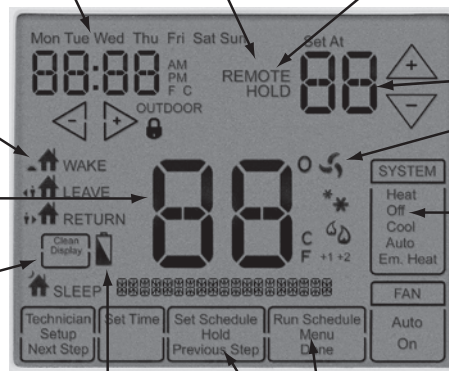 Mon Tue Wed Thu Fri Sat Sun
Set At
88:88
AM
PM
F C
REMOTE
HOLD
88
+
-
- +
OUTDOOR
WAKE
LEAVE
RETURN
88
O
C
F +1 +2
SYSTEM
Heat
Off
Cool
Auto
Em. Heat
Clean
Display
SLEEP
FAN
Auto
On
Technician
Setup
Next Step
Set Time
Set Schedule
Hold
Previous Step
Run Schedule
Menu
Done